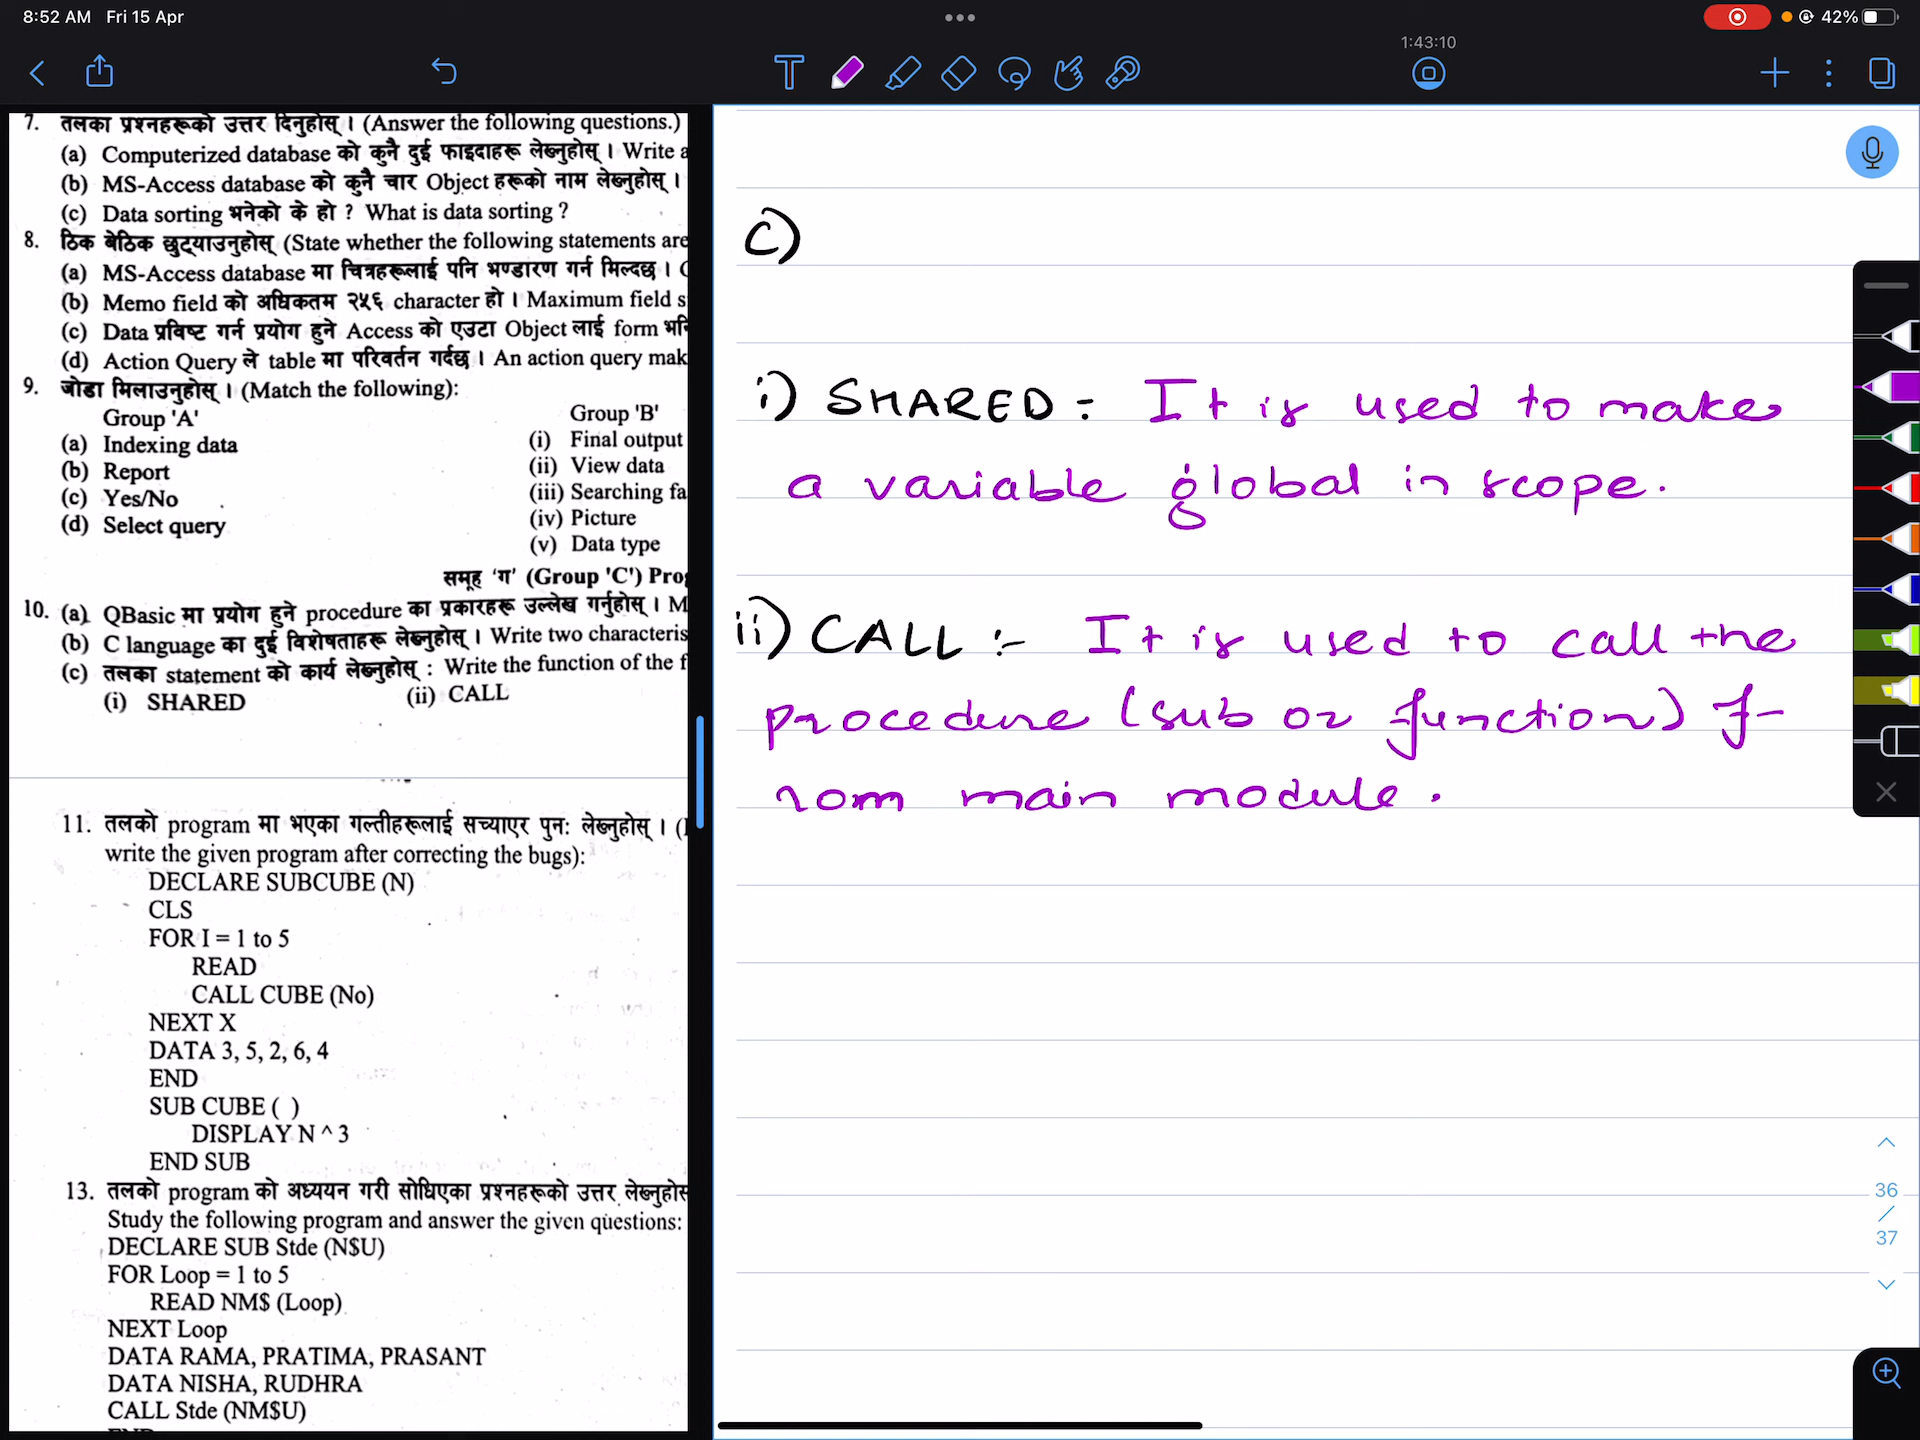 8:52 AM Fri 15 Apr
42%
1:43:10
7. तलका प्रश्नहरूको उत्तर दिनुहोस् । (Answer the following questions.)
(a) Computerized database को कुनै दुई फाइदाहरू लेख्नुहोस् । Write a
(b) MS-Access database को कुनै चार Object हरूको नाम लेख्नुहोस् ।
(c) Data sorting भनेको के हो ? What is data sorting ?
8. ठिक बेठिक छुट्याउनुहोस् (State whether the following statements are
(a) MS-Access database मा चित्रहरूलाई पनि भण्डारण गर्न मिल्दछ ।
(b) Memo field को अधिकतम २५६ character हो । Maximum field s
(c) Data प्रविष्ट गर्न प्रयोग हुने Access को एउटा Object लाई form भनि
(d) Action Query ले table मा परिवर्तन गर्दछ । An action query mak
9. जोडा मिलाउनुहोस् । (Match the following):
Group 'A' Group 'B'
(a) Indexing data (i) Final output
(b) Report (ii) View data
(c) Yes/No (iii) Searching fa
(d) Select query (iv) Picture
(v) Data type
समूह 'ग' (Group 'C') Pro
10. (a) QBasic मा प्रयोग हुने procedure का प्रकारहरू उल्लेख गर्नुहोस् । M
(b) C language का दुई विशेषताहरू लेख्नुहोस् । Write two characteris
(c) तलका statement को कार्य लेख्नुहोस् : Write the function of the f
(i) SHARED (ii) CALL
11. तलको program मा भएका गल्तीहरूलाई सच्याएर पुन: लेख्नुहोस् । (
write the given program after correcting the bugs):
DECLARE SUBCUBE (N)
CLS
FOR I = 1 to 5
READ
CALL CUBE (No)
NEXT X
DATA 3, 5, 2, 6, 4
END
SUB CUBE ( )
DISPLAY N ^ 3
END SUB
13. तलको program को अध्ययन गरी सोधिएका प्रश्नहरूको उत्तर लेख्नुहोस
Study the following program and answer the given questions:
DECLARE SUB Stde (N$U)
FOR Loop = 1 to 5
READ NM$ (Loop)
NEXT Loop
DATA RAMA, PRATIMA, PRASANT
DATA NISHA, RUDHRA
CALL Stde (NM$U)
c)
i) SHARED : It is used to make
a variable global in scope.
ii) CALL :- It is used to call the
procedure (sub or function) f-
rom main module.
36
/
37